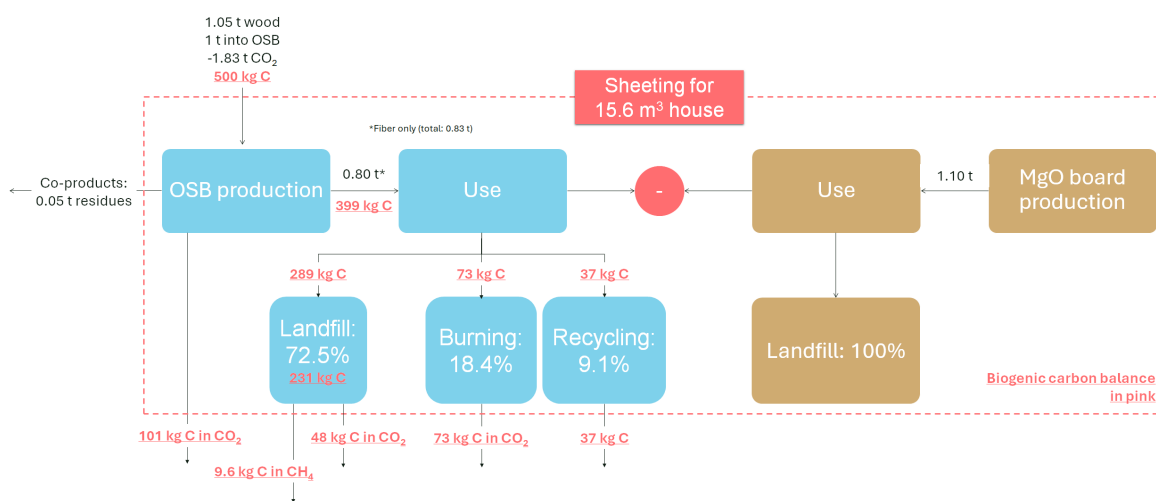 1.05 t wood
1 t into OSB
-1.83 t CO₂
500 kg C
Sheeting for
15.6 m³ house
*Fiber only (total: 0.83 t)
Co-products:
0.05 t residues
OSB production
0.80 t*
399 kg C
Use
-
Use
1.10 t
MgO board
production
289 kg C
73 kg C
37 kg C
Landfill:
72.5%
231 kg C
Burning:
18.4%
Recycling:
9.1%
Landfill: 100%
Biogenic carbon balance
in pink
101 kg C in CO₂
9.6 kg C in CH₄
48 kg C in CO₂
73 kg C in CO₂
37 kg C